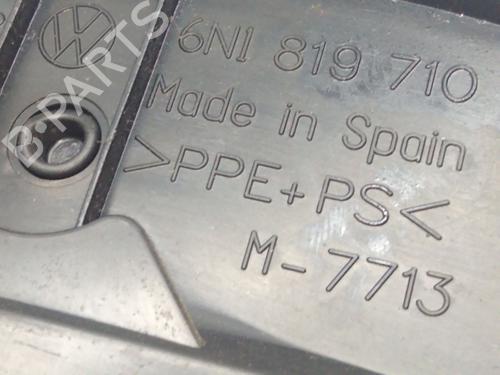 6N1 819 710
Made in Spain
>PPE+PS<
M-7713
B-PARTS